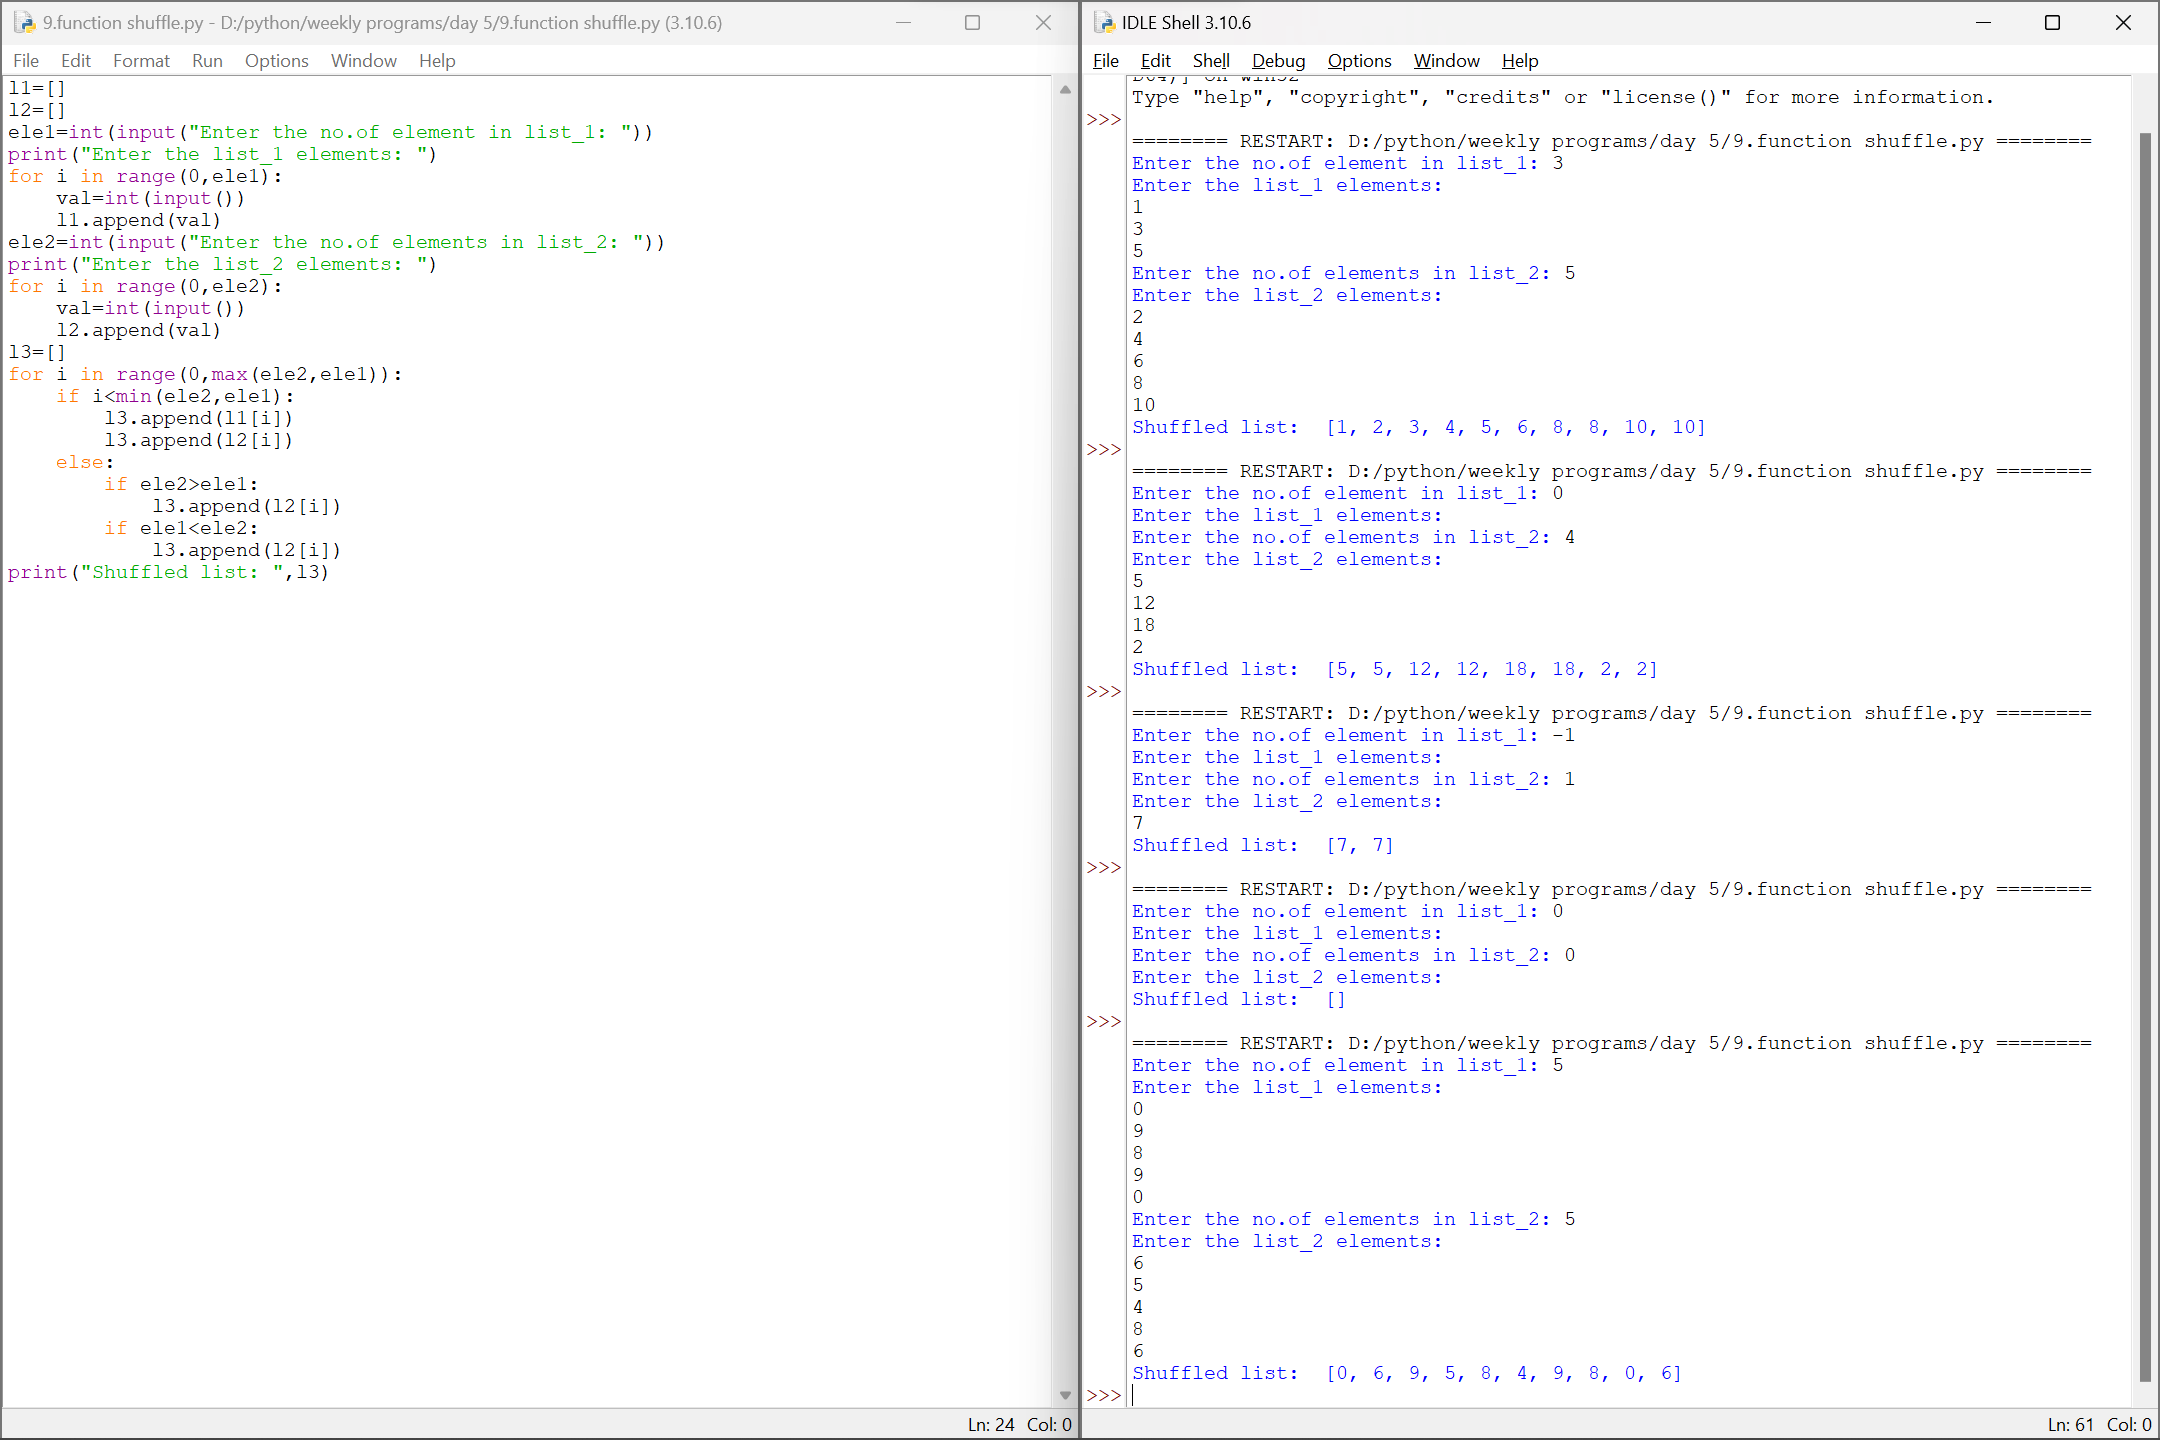 9.function shuffle.py - D:/python/weekly programs/day 5/9.function shuffle.py (3.10.6)
File Edit Format Run Options Window Help
l1=[]
l2=[]
ele1=int(input("Enter the no.of element in list_1: "))
print("Enter the list_1 elements: ")
for i in range(0,ele1):
    val=int(input())
    l1.append(val)
ele2=int(input("Enter the no.of elements in list_2: "))
print("Enter the list_2 elements: ")
for i in range(0,ele2):
    val=int(input())
    l2.append(val)
l3=[]
for i in range(0,max(ele2,ele1)):
    if i<min(ele2,ele1):
        l3.append(l1[i])
        l3.append(l2[i])
    else:
        if ele2>ele1:
            l3.append(l2[i])
        if ele1<ele2:
            l3.append(l2[i])
print("Shuffled list: ",l3)
Ln: 24 Col: 0
IDLE Shell 3.10.6
File Edit Shell Debug Options Window Help
D64)] on win32
Type "help", "copyright", "credits" or "license()" for more information.
>>>
======== RESTART: D:/python/weekly programs/day 5/9.function shuffle.py ========
Enter the no.of element in list_1: 3
Enter the list_1 elements:
1
3
5
Enter the no.of elements in list_2: 5
Enter the list_2 elements:
2
4
6
8
10
Shuffled list:  [1, 2, 3, 4, 5, 6, 8, 8, 10, 10]
>>>
======== RESTART: D:/python/weekly programs/day 5/9.function shuffle.py ========
Enter the no.of element in list_1: 0
Enter the list_1 elements:
Enter the no.of elements in list_2: 4
Enter the list_2 elements:
5
12
18
2
Shuffled list:  [5, 5, 12, 12, 18, 18, 2, 2]
>>>
======== RESTART: D:/python/weekly programs/day 5/9.function shuffle.py ========
Enter the no.of element in list_1: -1
Enter the list_1 elements:
Enter the no.of elements in list_2: 1
Enter the list_2 elements:
7
Shuffled list:  [7, 7]
>>>
======== RESTART: D:/python/weekly programs/day 5/9.function shuffle.py ========
Enter the no.of element in list_1: 0
Enter the list_1 elements:
Enter the no.of elements in list_2: 0
Enter the list_2 elements:
Shuffled list:  []
>>>
======== RESTART: D:/python/weekly programs/day 5/9.function shuffle.py ========
Enter the no.of element in list_1: 5
Enter the list_1 elements:
0
9
8
9
0
Enter the no.of elements in list_2: 5
Enter the list_2 elements:
6
5
4
8
6
Shuffled list:  [0, 6, 9, 5, 8, 4, 9, 8, 0, 6]
>>>
Ln: 61 Col: 0